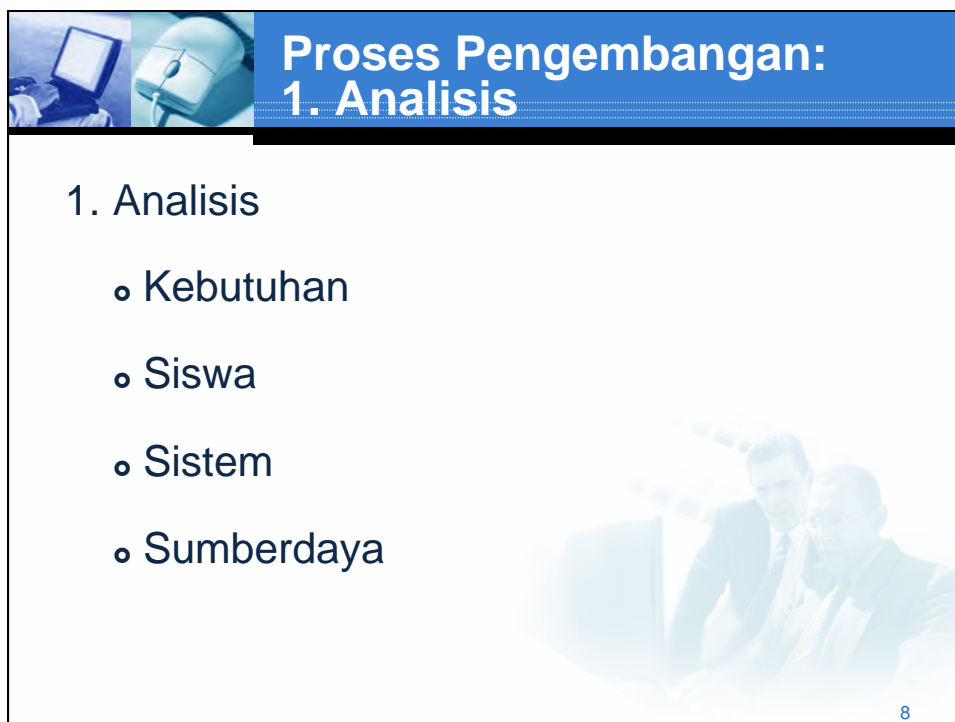 Proses Pengembangan:
1. Analisis
1. Analisis
Kebutuhan
Siswa
Sistem
Sumberdaya
8